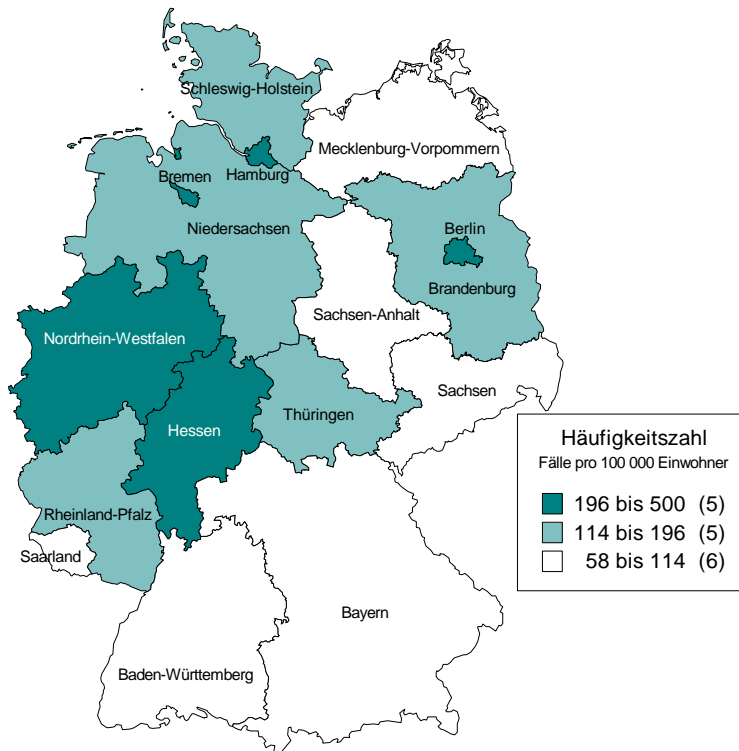 Schleswig-Holstein
Mecklenburg-Vorpommern
Bremen
Hamburg
Niedersachsen
Berlin
Brandenburg
Sachsen-Anhalt
Nordrhein-Westfalen
Sachsen
Thüringen
Hessen
Rheinland-Pfalz
Saarland
Bayern
Baden-Württemberg
Häufigkeitszahl
Fälle pro 100 000 Einwohner
196 bis 500 (5)
114 bis 196 (5)
58 bis 114 (6)